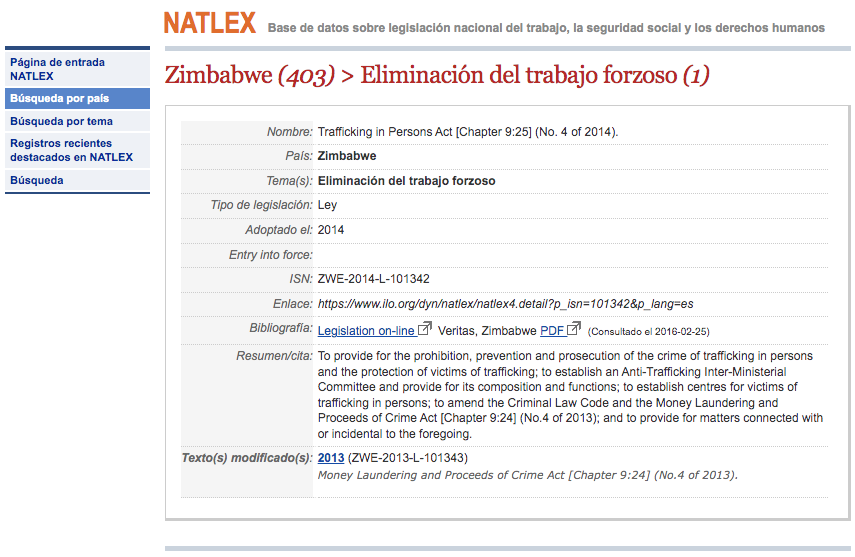 NATLEX Base de datos sobre legislación nacional del trabajo, la seguridad social y los derechos humanos
Página de entrada
NATLEX
Búsqueda por país
Búsqueda por tema
Registros recientes
destacados en NATLEX
Búsqueda
Zimbabwe (403) > Eliminación del trabajo forzoso (1)
Nombre: Trafficking in Persons Act [Chapter 9:25] (No. 4 of 2014).
País: Zimbabwe
Tema(s): Eliminación del trabajo forzoso
Tipo de legislación: Ley
Adoptado el: 2014
Entry into force:
ISN: ZWE-2014-L-101342
Enlace: https://www.ilo.org/dyn/natlex/natlex4.detail?p_isn=101342&p_lang=es
Bibliografía: Legislation on-line Veritas, Zimbabwe PDF (Consultado el 2016-02-25)
Resumen/cita: To provide for the prohibition, prevention and prosecution of the crime of trafficking in persons
and the protection of victims of trafficking; to establish an Anti-Trafficking Inter-Ministerial
Committee and provide for its composition and functions; to establish centres for victims of
trafficking in persons; to amend the Criminal Law Code and the Money Laundering and
Proceeds of Crime Act [Chapter 9:24] (No.4 of 2013); and to provide for matters connected with
or incidental to the foregoing.
Texto(s) modificado(s): 2013 (ZWE-2013-L-101343)
Money Laundering and Proceeds of Crime Act [Chapter 9:24] (No.4 of 2013).